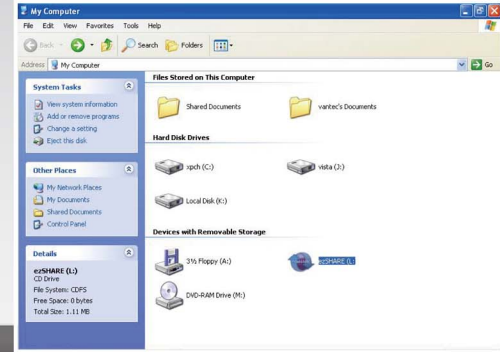 My Computer
File Edit View Favorites Tools Help
Back Search Folders
Address My Computer Go
System Tasks
View system information
Add or remove programs
Change a setting
Eject this disk
Other Places
My Network Places
My Documents
Shared Documents
Control Panel
Details
ezSHARE (L:)
CD Drive
File System: CDFS
Free Space: 0 bytes
Total Size: 1.11 MB
Files Stored on This Computer
Shared Documents vantec's Documents
Hard Disk Drives
xpch (C:) vista (J:)
Local Disk (K:)
Devices with Removable Storage
3½ Floppy (A:) ezSHARE (L:)
DVD-RAM Drive (M:)